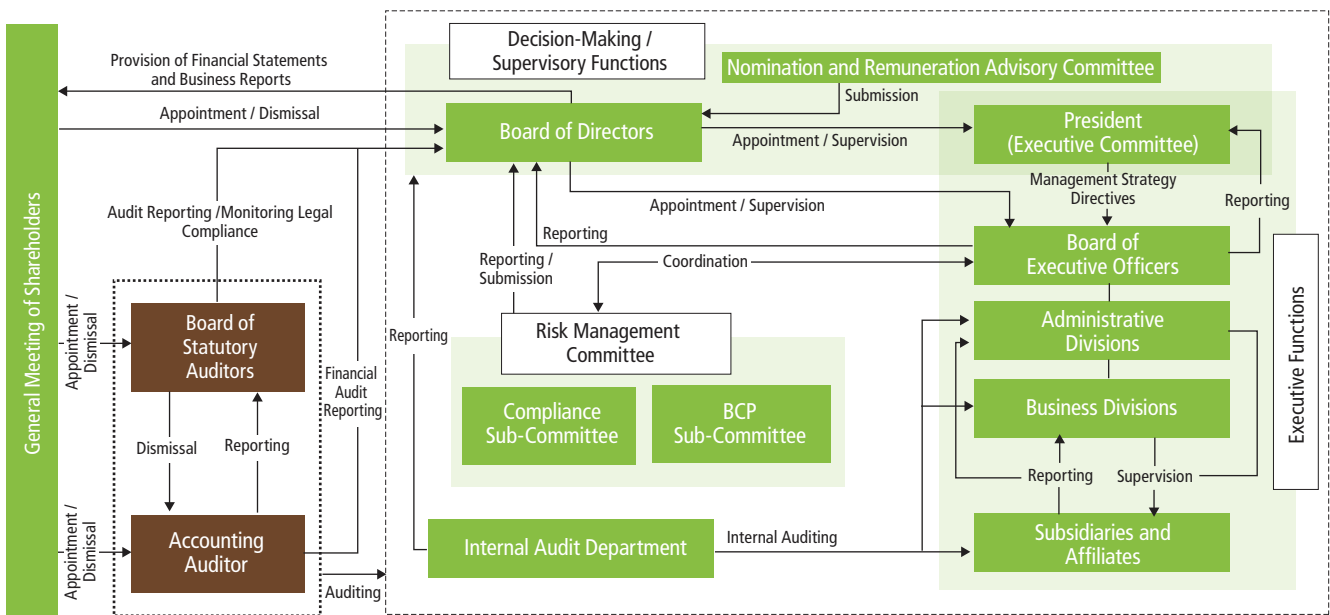 General Meeting of Shareholders
Provision of Financial Statements
and Business Reports
Appointment / Dismissal
Decision-Making /
Supervisory Functions
Nomination and Remuneration Advisory Committee
Submission
Board of Directors
Appointment / Supervision
President
(Executive Committee)
Management Strategy
Directives
Reporting
Audit Reporting /Monitoring Legal
Compliance
Appointment / Supervision
Reporting
Reporting /
Submission
Coordination
Board of
Executive Officers
Executive Functions
Appointment /
Dismissal
Board of
Statutory
Auditors
Financial
Audit
Reporting
Reporting
Risk Management
Committee
Administrative
Divisions
Compliance
Sub-Committee
BCP
Sub-Committee
Business Divisions
Dismissal
Reporting
Reporting
Supervision
Appointment /
Dismissal
Accounting
Auditor
Auditing
Internal Audit Department
Internal Auditing
Subsidiaries and
Affiliates